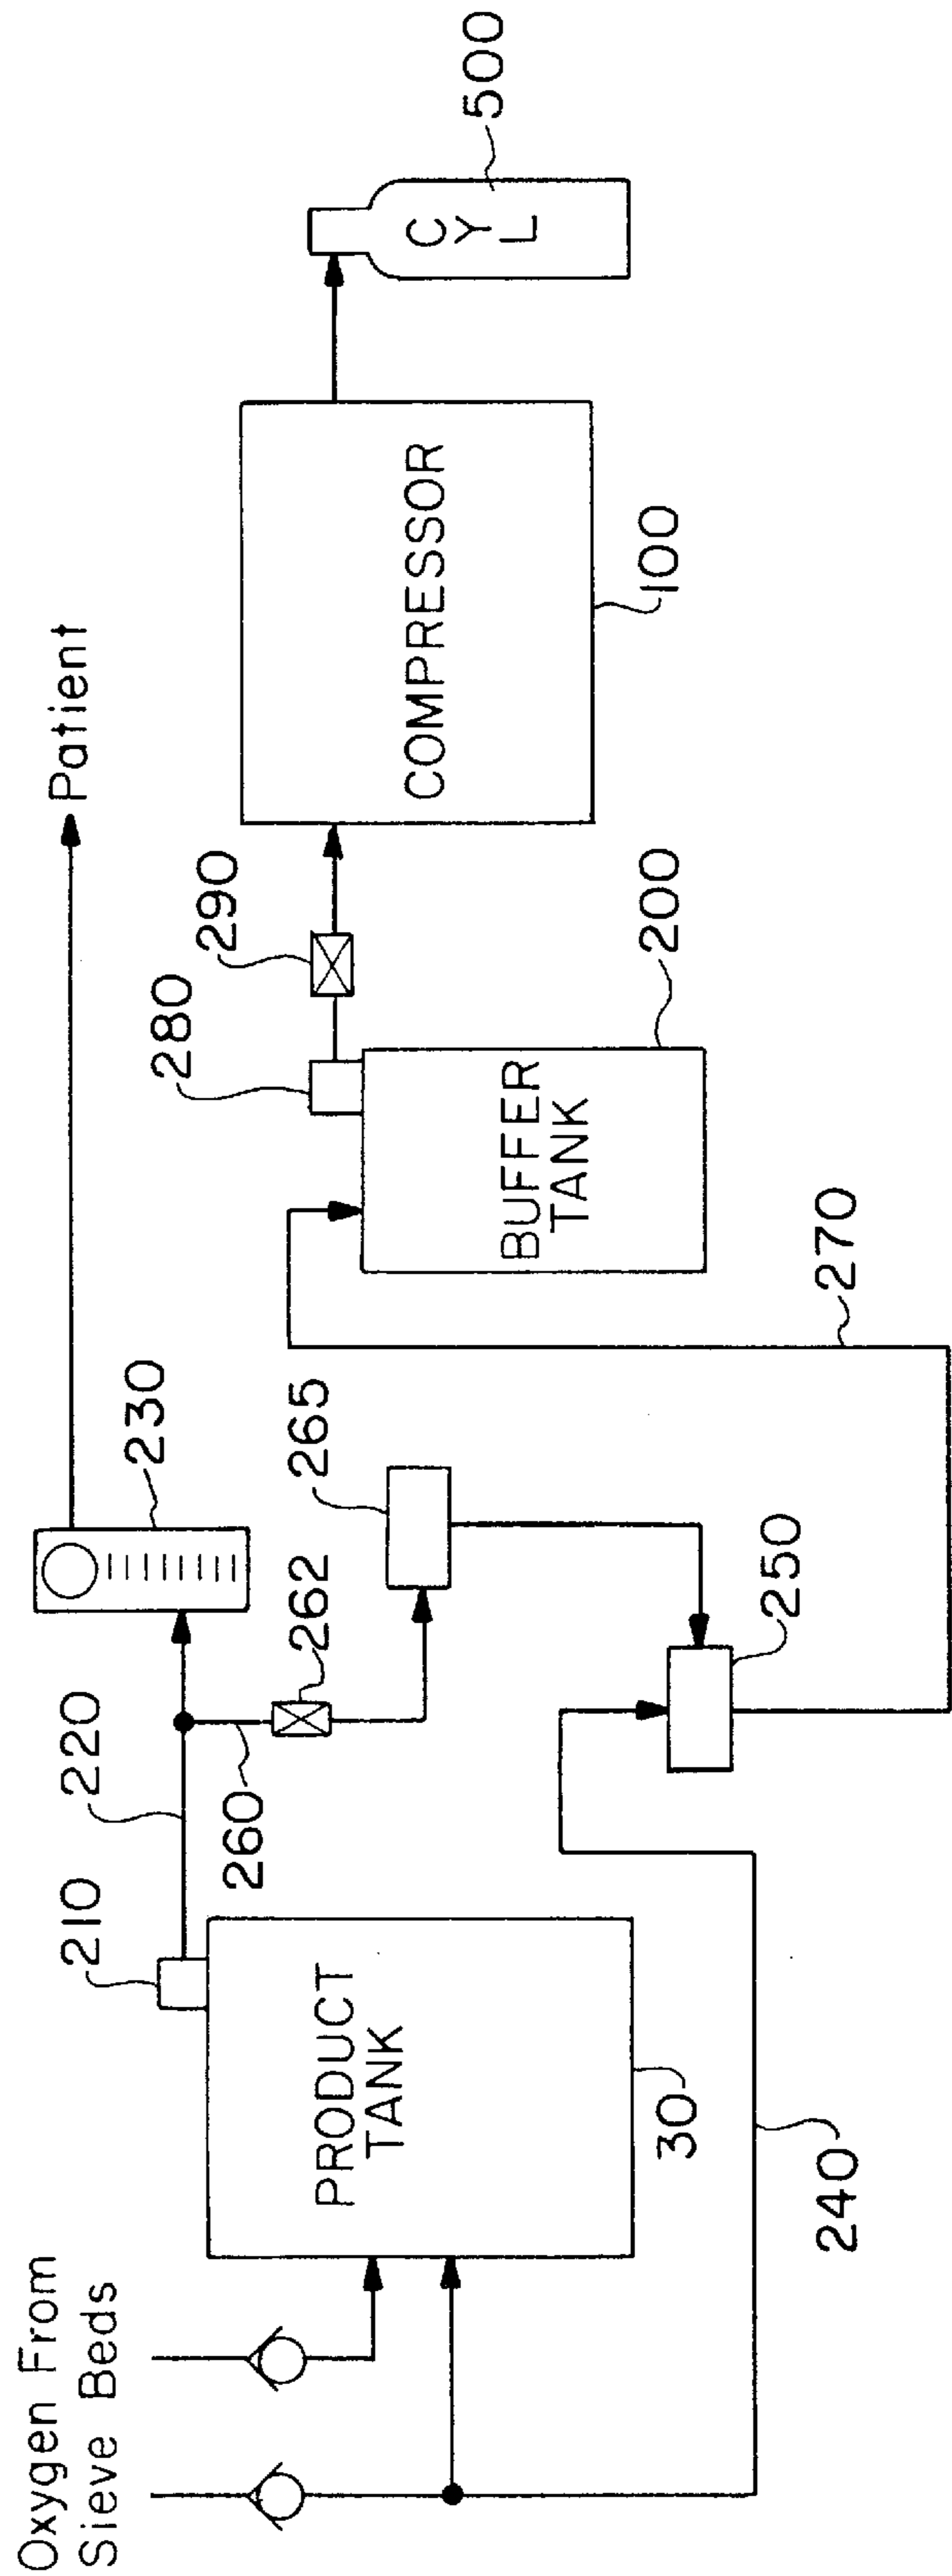 Oxygen From
Sieve Beds
210
220
230
Patient
260
262
265
280
290
PRODUCT
TANK
30
240
250
270
BUFFER
TANK
200
COMPRESSOR
100
CYL
500